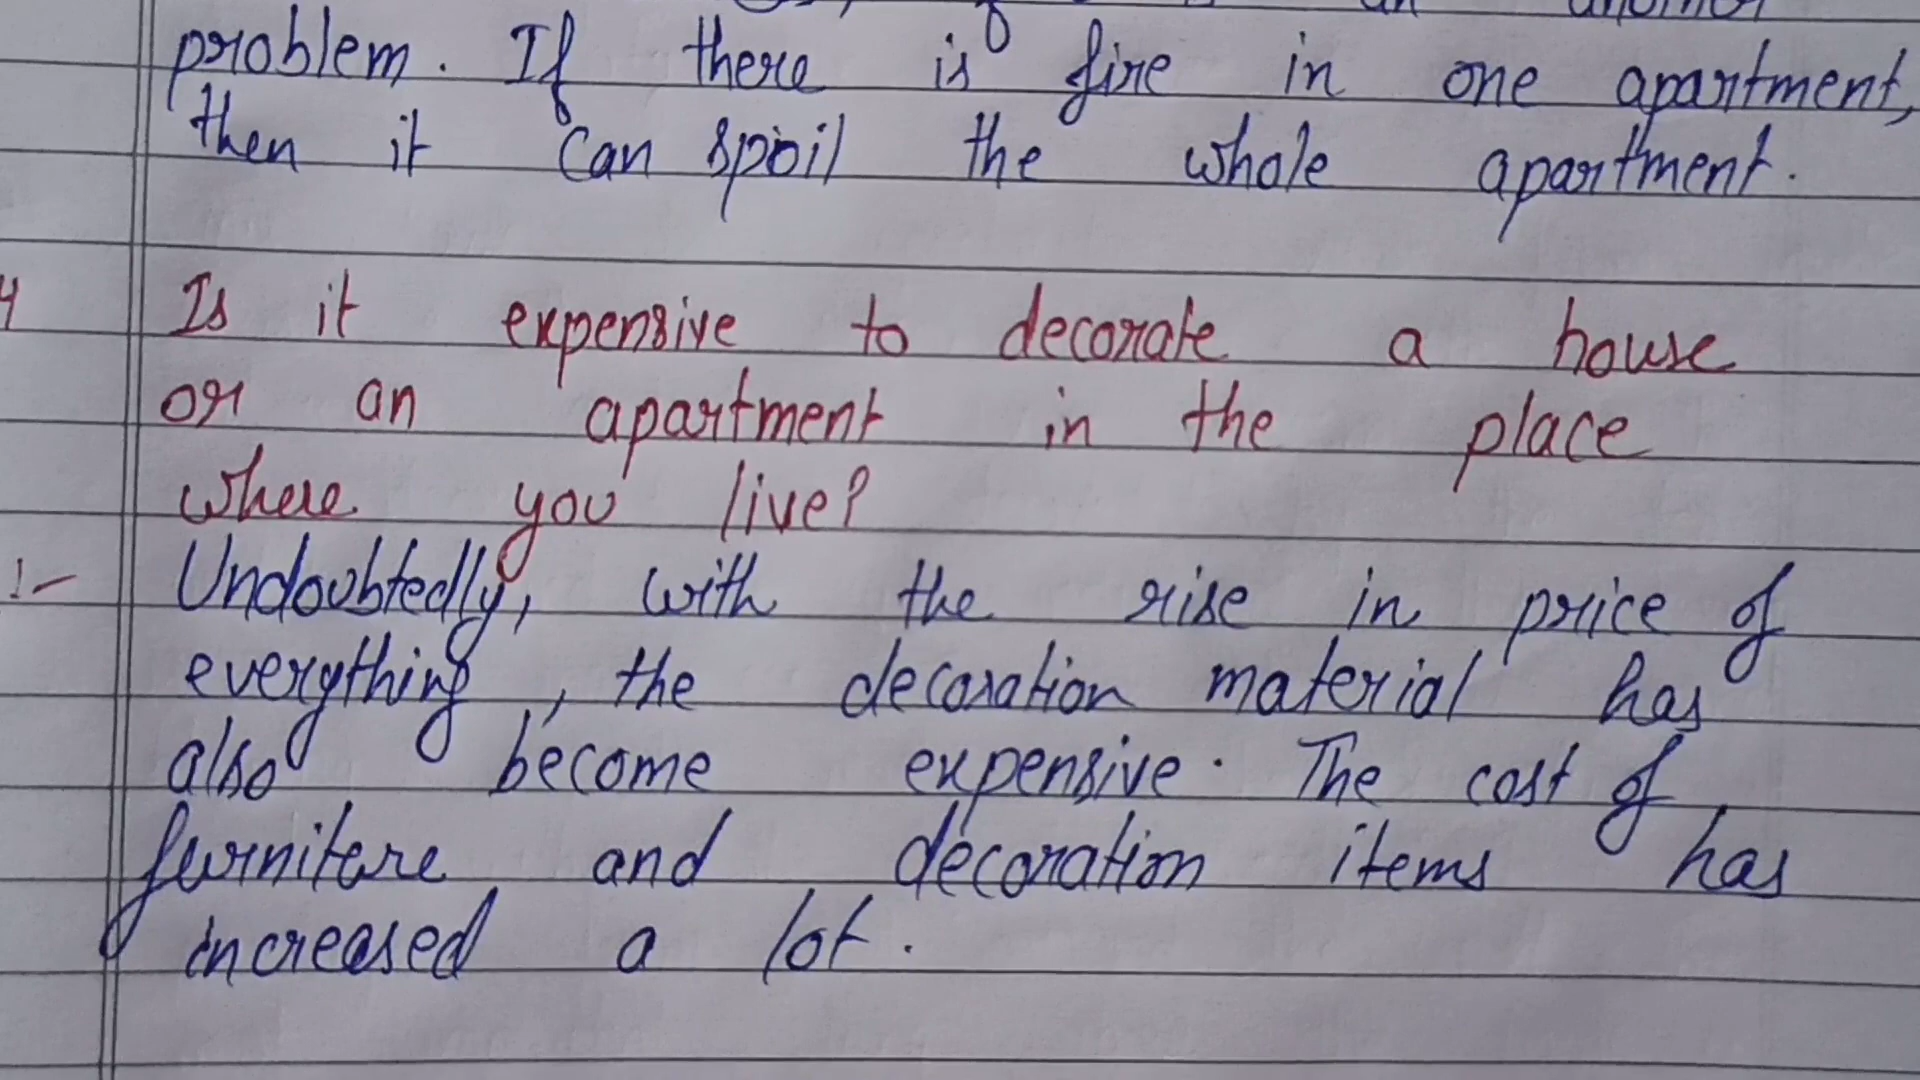 problem. If there is fire in one apartment,
then it can spoil the whole apartment.
4 Is it expensive to decorate a house
or an apartment in the place
where you live?
:- Undoubtedly, with the rise in price of
everything, the decoration material has
also become expensive. The cost of
furniture and decoration items has
increased a lot.